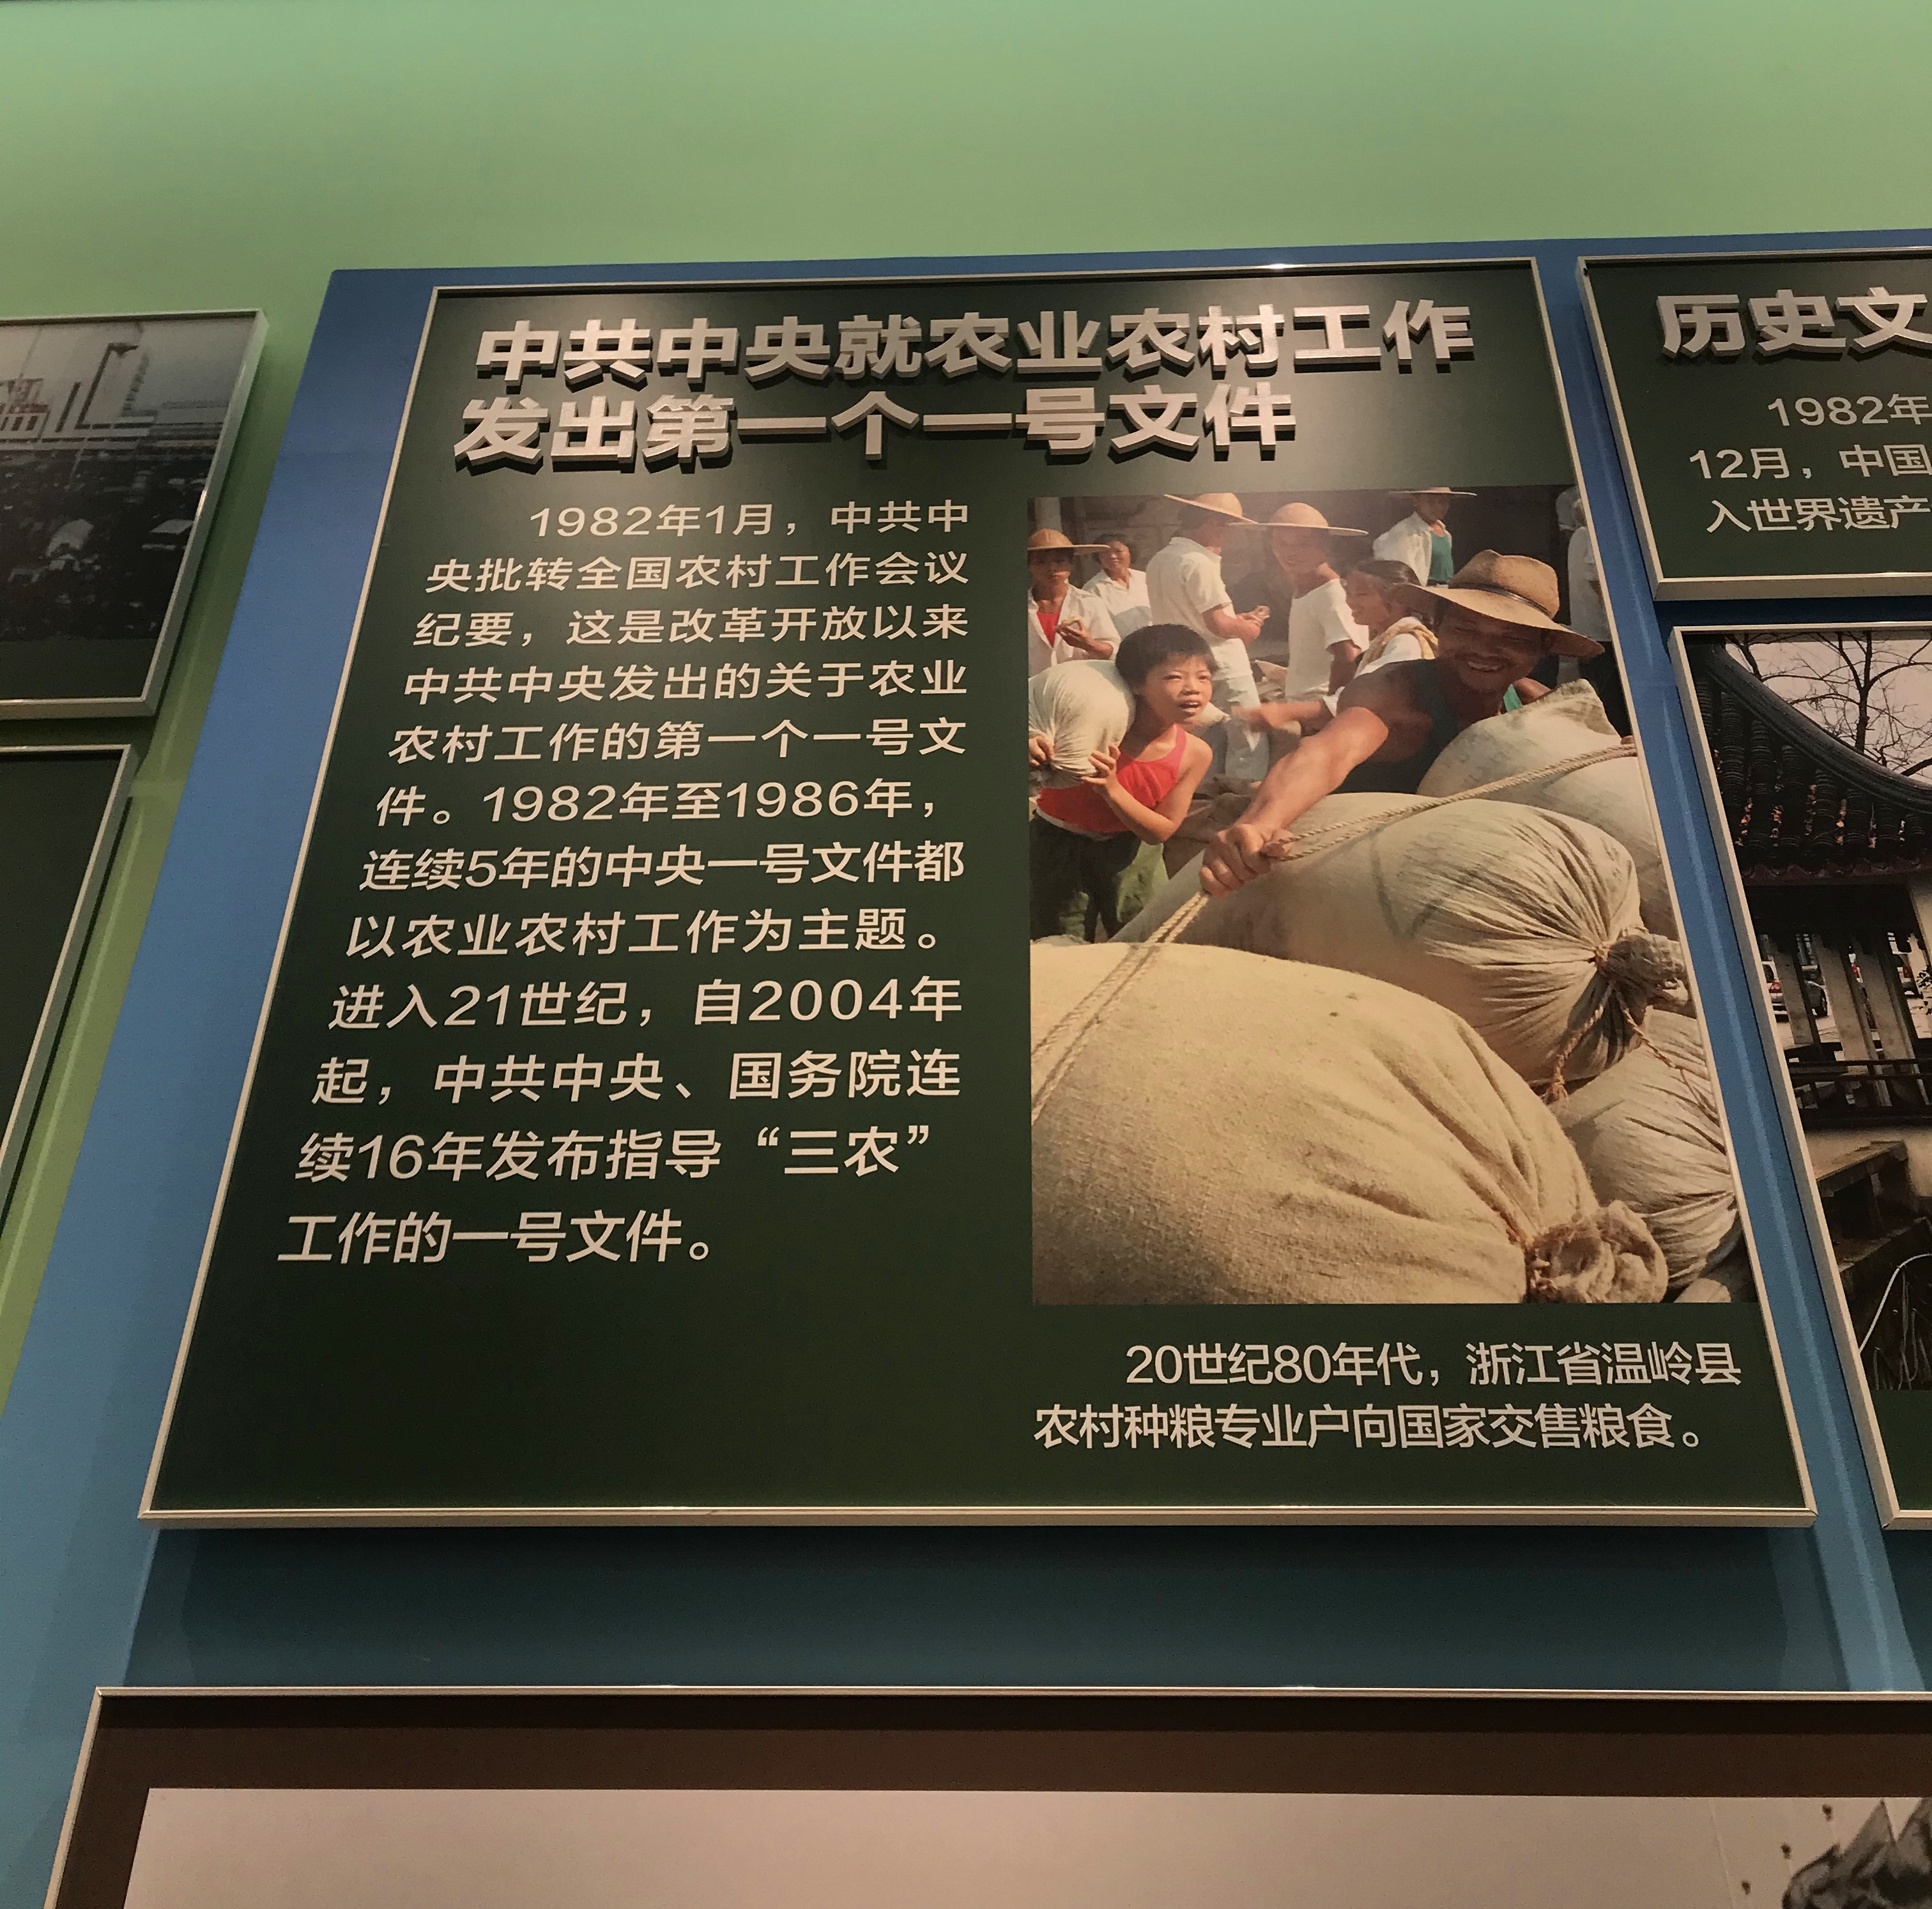 中共中央就农业农村工作
发出第一个一号文件
1982年1月，中共中
央批转全国农村工作会议
纪要，这是改革开放以来
中共中央发出的关于农业
农村工作的第一个一号文
件。1982年至1986年，
连续5年的中央一号文件都
以农业农村工作为主题。
进入21世纪，自2004年
起，中共中央、国务院连
续16年发布指导“三农”
工作的一号文件。
20世纪80年代，浙江省温岭县
农村种粮专业户向国家交售粮食。
历史文
1982年
12月，中国
入世界遗产